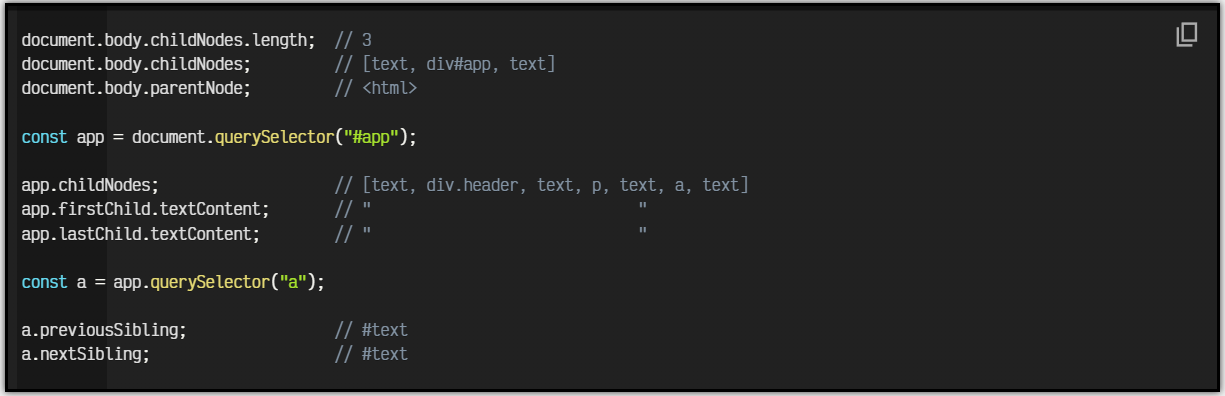 document.body.childNodes.length;  // 3
document.body.childNodes;         // [text, div#app, text]
document.body.parentNode;         // <html>
const app = document.querySelector("#app");
app.childNodes;                   // [text, div.header, text, p, text, a, text]
app.firstChild.textContent;       // "                             "
app.lastChild.textContent;        // "                             "
const a = app.querySelector("a");
a.previousSibling;                // #text
a.nextSibling;                    // #text